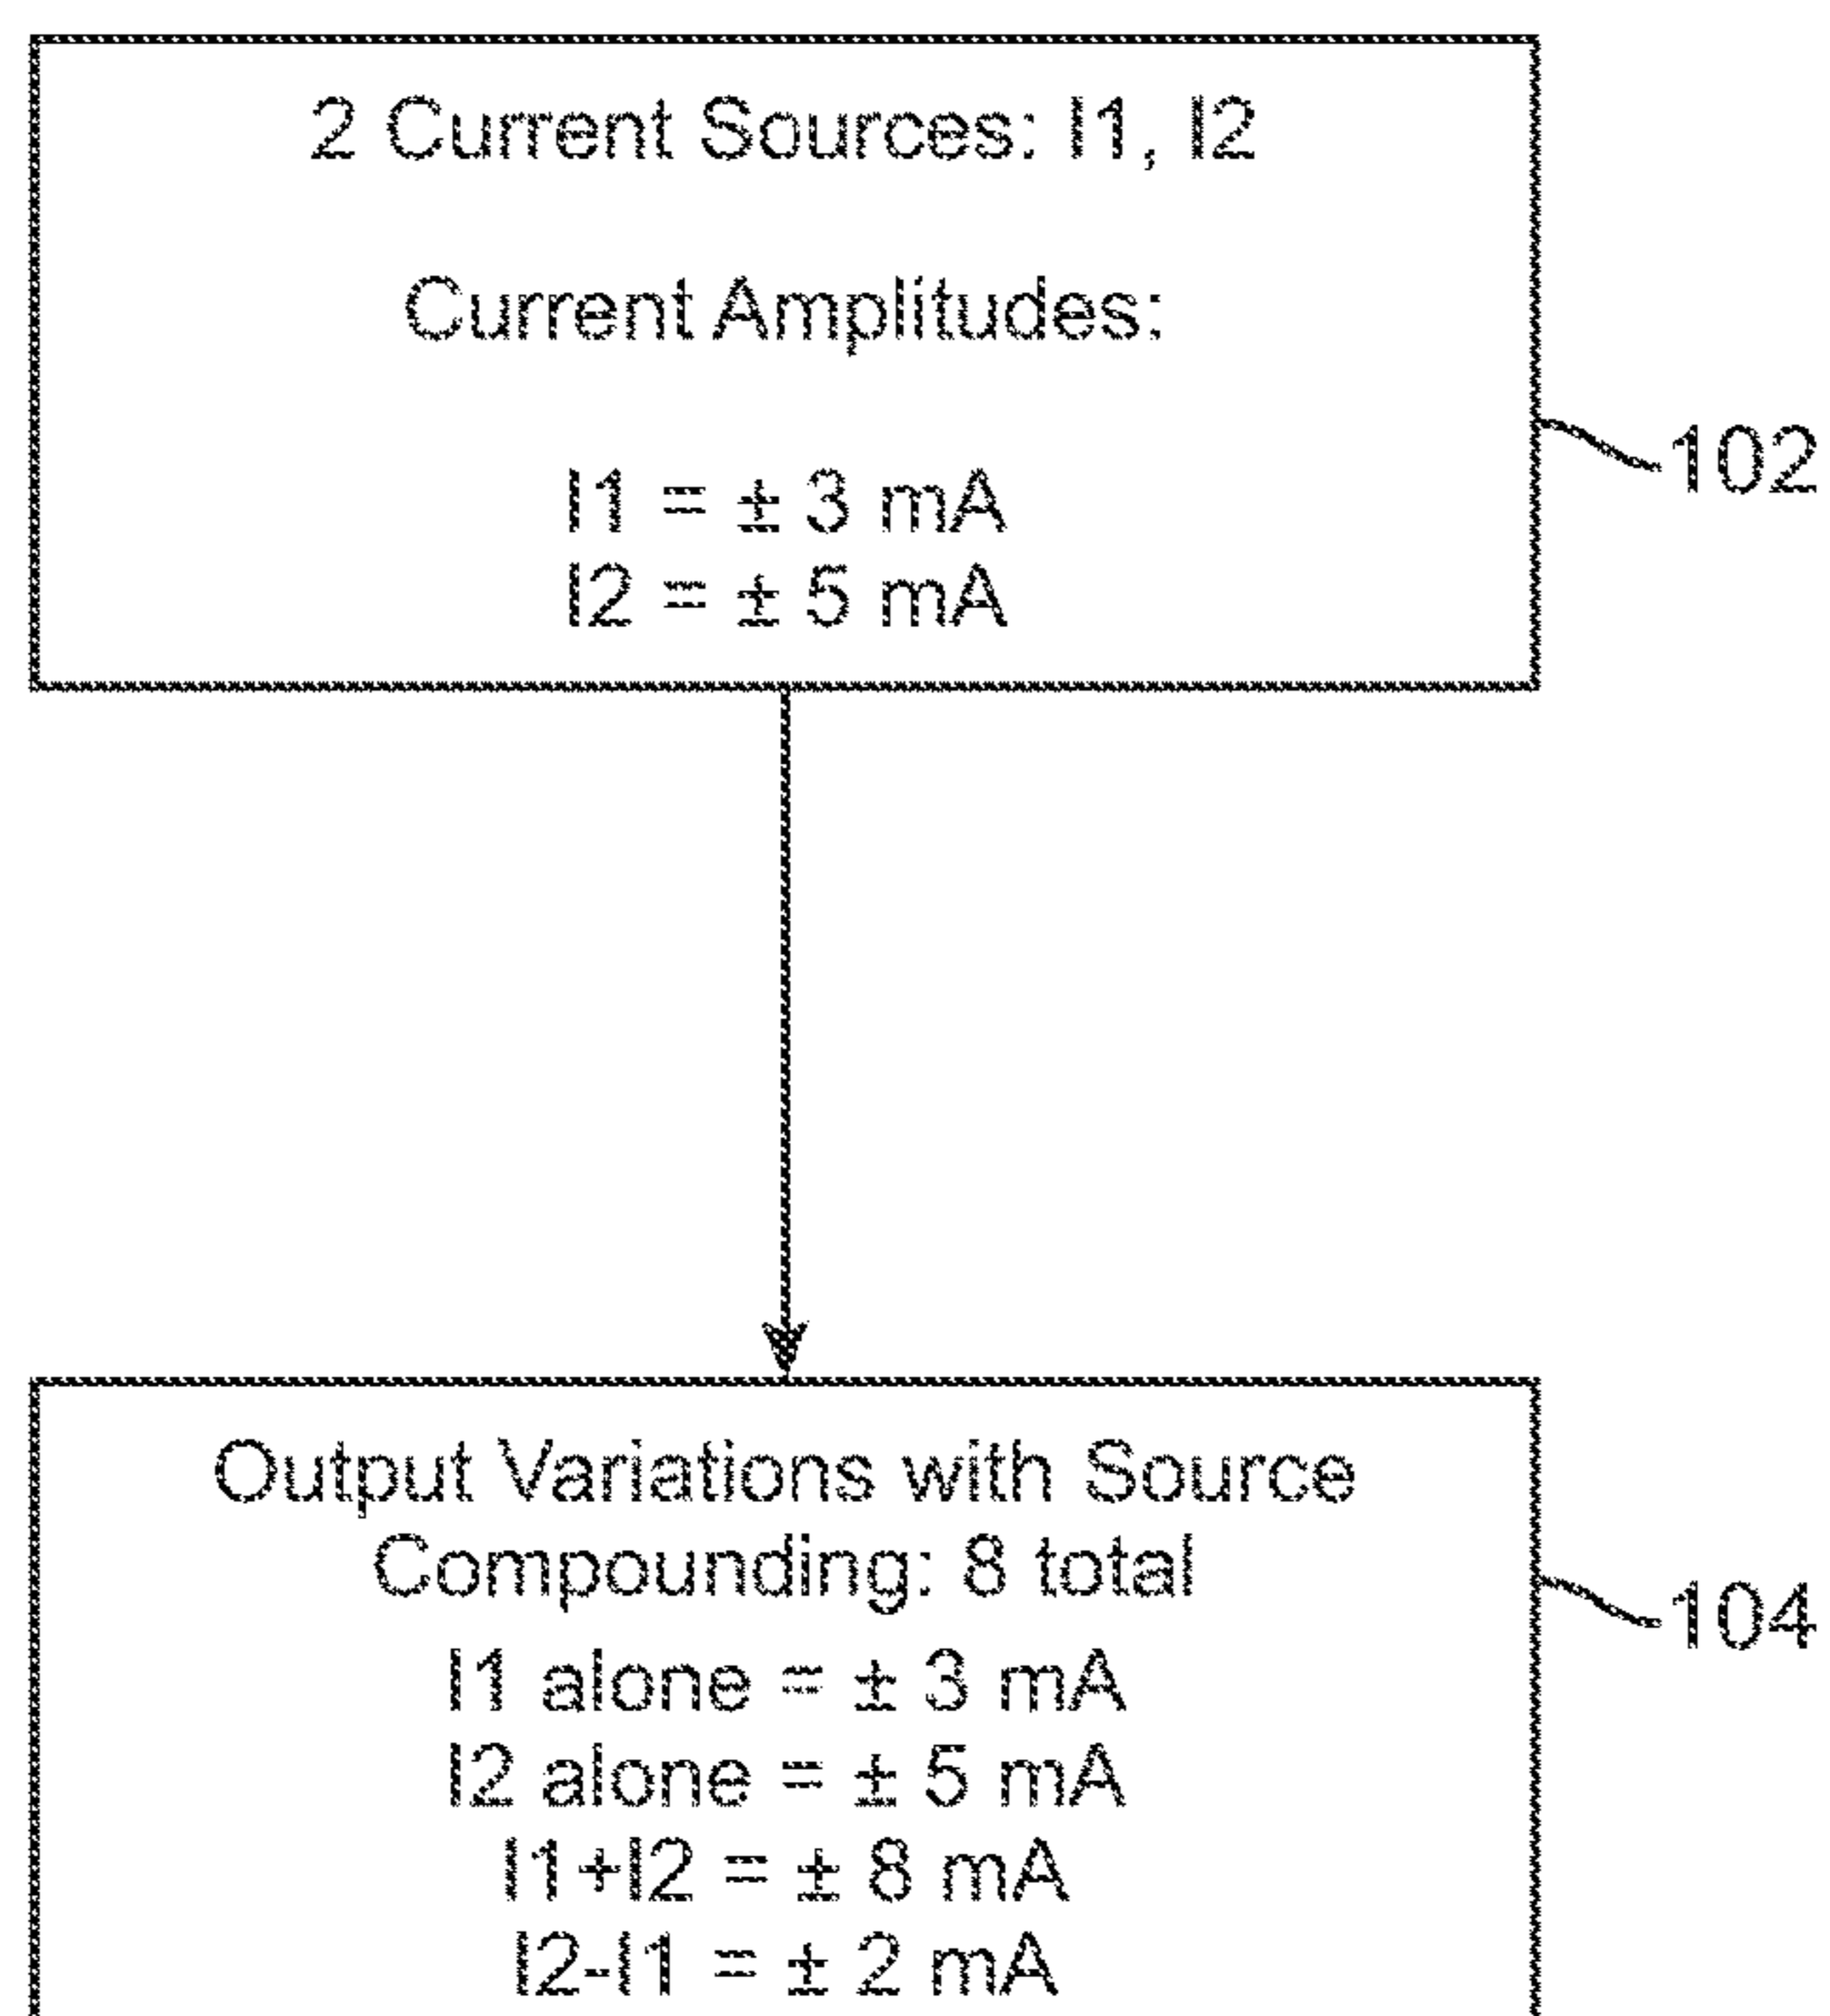 2 Current Sources: I1, I2
Current Amplitudes:
I1 = ± 3 mA
I2 = ± 5 mA
102
Output Variations with Source
Compounding: 8 total
I1 alone = ± 3 mA
I2 alone = ± 5 mA
I1+I2 = ± 8 mA
I2-I1 = ± 2 mA
104